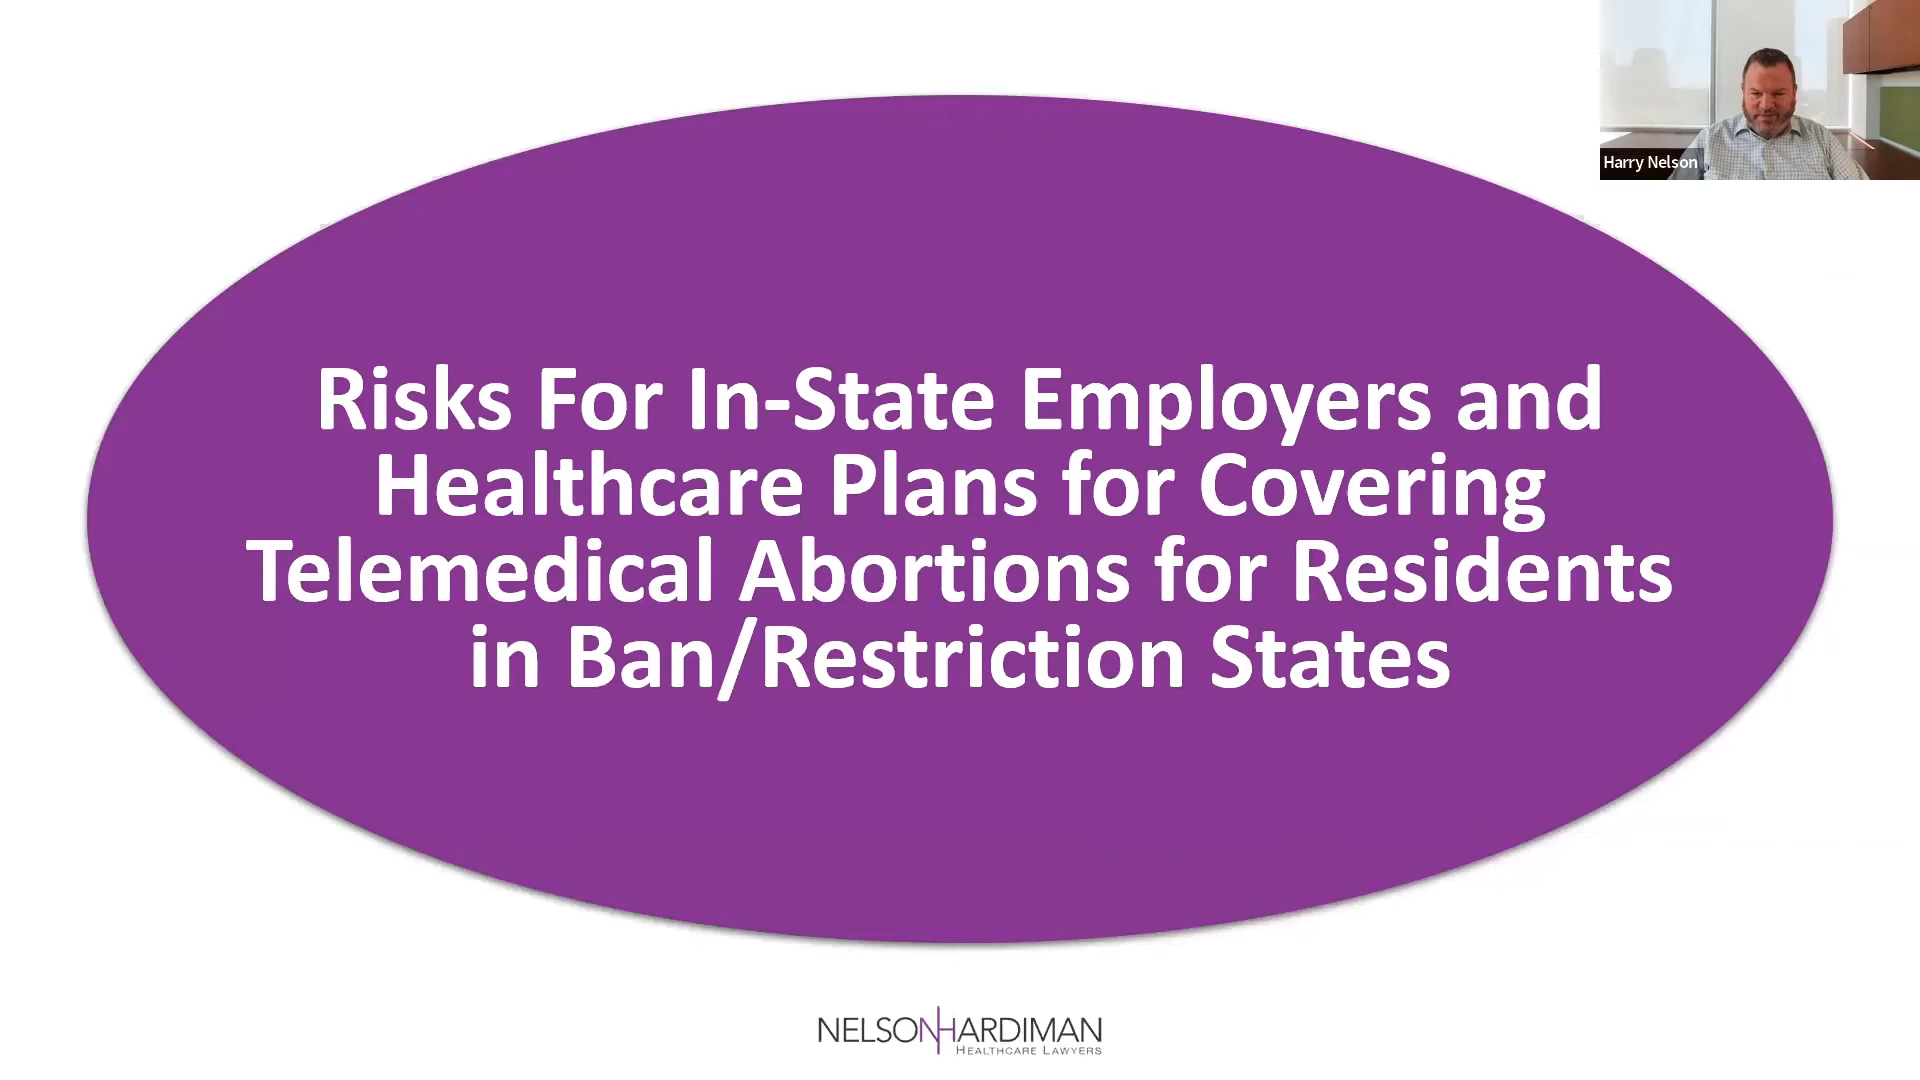 Harry Nelson
Risks For In-State Employers and
Healthcare Plans for Covering
Telemedical Abortions for Residents
in Ban/Restriction States
NELSON HARDIMAN
HEALTHCARE LAWYERS